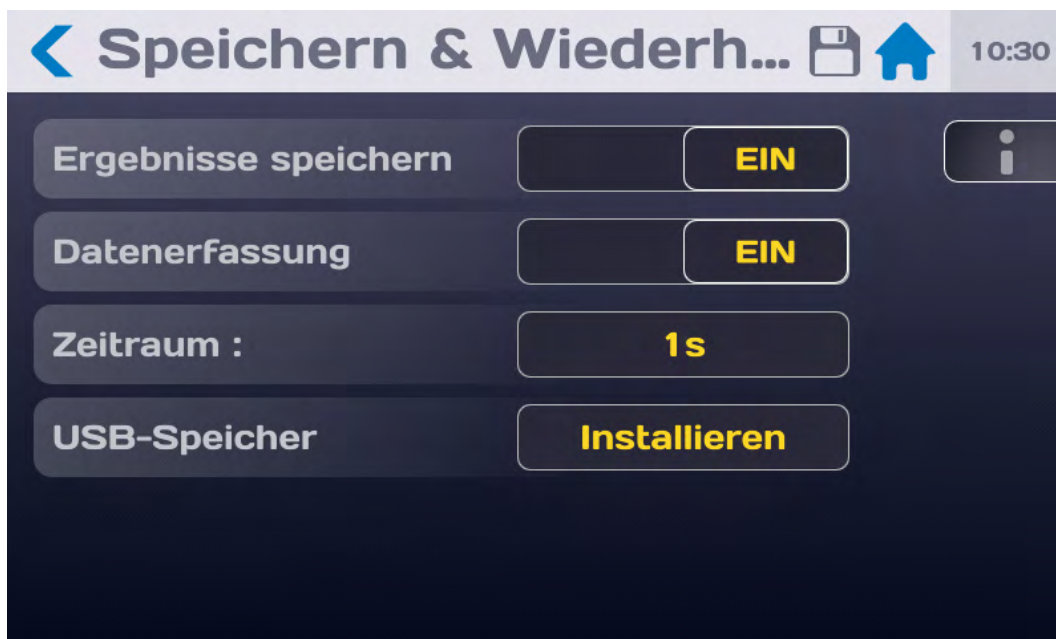 Speichern & Wiederh... 10:30
Ergebnisse speichern EIN
Datenerfassung EIN
Zeitraum : 1s
USB-Speicher Installieren